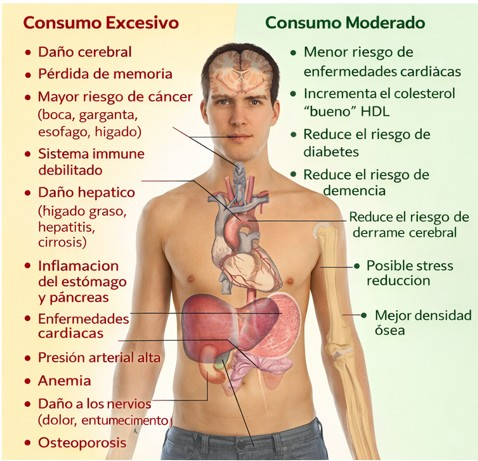 Consumo Excesivo
• Daño cerebral
• Pérdida de memoria
• Mayor riesgo de cáncer
(boca, garganta,
esofago, higado)
• Sistema immune
debilitado
• Daño hepatico
(higado graso,
hepatitis,
cirrosis)
• Inflamacion
del estómago
y páncreas
• Enfermedades
cardiacas
• Presión arterial alta
• Anemia
• Daño a los nervios
(dolor, entumecimento)
• Osteoporosis
Consumo Moderado
• Menor riesgo de
enfermedades cardiàcas
• Incrementa el colesterol
“bueno” HDL
• Reduce el riesgo de
diabetes
• Reduce el riesgo de
demencia
Reduce el riesgo de
derrame cerebral
• Posible stress
reduccion
• Mejor densidad
ósea